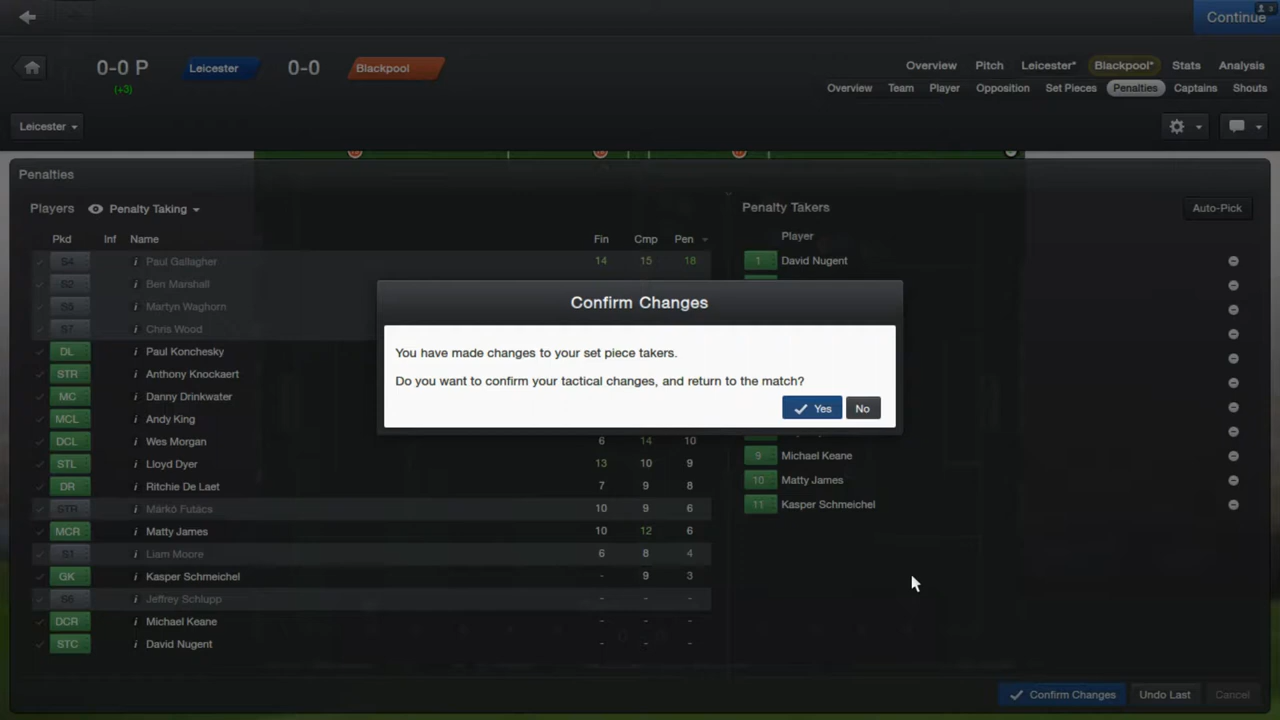 3
Continue
0-0 P Leicester 0-0 Blackpool
(+3)
Overview Pitch Leicester* Blackpool* Stats Analysis
Overview Team Player Opposition Set Pieces Penalties Captains Shouts
Leicester
Penalties
Players Penalty Taking
Penalty Takers
Auto-Pick
Pkd Inf Name Fin Cmp Pen
Player
S4 i Paul Gallagher 14 15 18
1 David Nugent
S2 i Ben Marshall
S5 i Martyn Waghorn
S7 i Chris Wood
DL i Paul Konchesky
STR i Anthony Knockaert
MC i Danny Drinkwater
MCL i Andy King
DCL i Wes Morgan 6 14 10
STL i Lloyd Dyer 13 10 9
DR i Ritchie De Laet 7 9 8
STR i Márkó Futács 10 9 6
MCR i Matty James 10 12 6
S1 i Liam Moore 6 8 4
GK i Kasper Schmeichel - 9 3
S6 i Jeffrey Schlupp - - -
DCR i Michael Keane - - -
STC i David Nugent - - -
9 Michael Keane
10 Matty James
11 Kasper Schmeichel
Confirm Changes
You have made changes to your set piece takers.
Do you want to confirm your tactical changes, and return to the match?
Yes No
Confirm Changes Undo Last Cancel